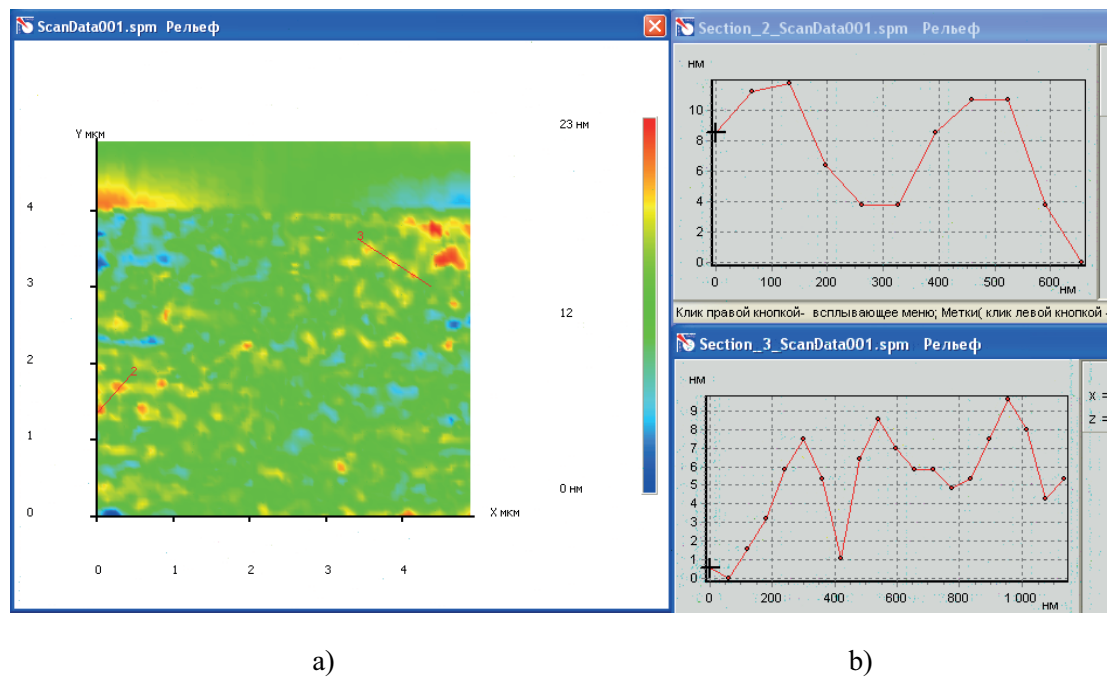 ScanData001.spm Рельеф
Y мкм
4
3
2
1
0
0 1 2 3 4
X мкм
3
2
23 нм
12
0 нм
Section_2_ScanData001.spm Рельеф
нм
10
8
6
4
2
0
0 100 200 300 400 500 600
нм
Клик правой кнопкой- всплывающее меню; Метки( клик левой кнопкой -
Section_3_ScanData001.spm Рельеф
нм
9
8
7
6
5
4
3
2
1
0
0 200 400 600 800 1 000
нм
X =
Z =
a)
b)